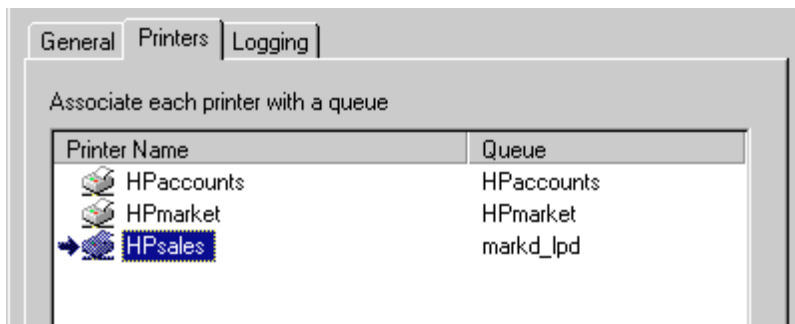 General Printers Logging
Associate each printer with a queue
Printer Name Queue
HPaccounts HPaccounts
HPmarket HPmarket
HPsales markd_lpd